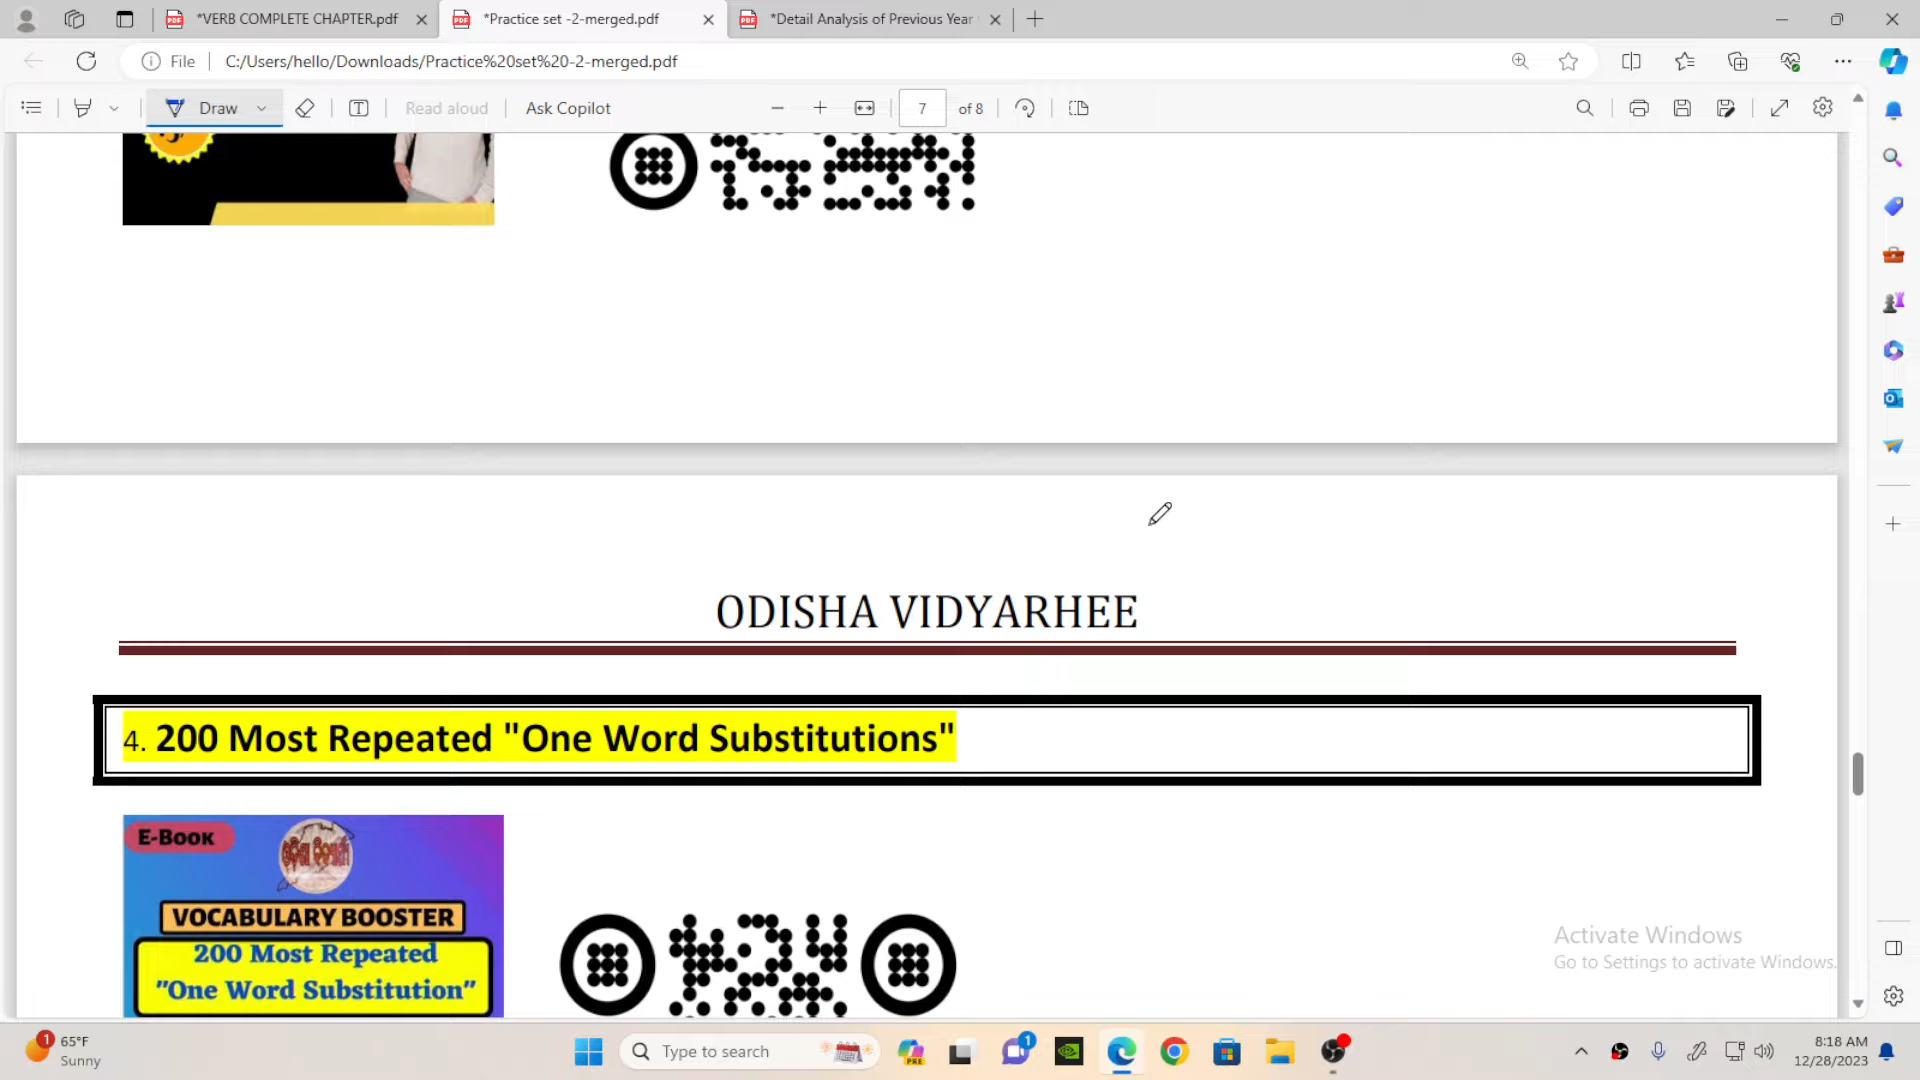 *VERB COMPLETE CHAPTER.pdf
*Practice set -2-merged.pdf
*Detail Analysis of Previous Year
File
C:/Users/hello/Downloads/Practice%20set%20-2-merged.pdf
Draw
Read aloud
Ask Copilot
7
of 8
ODISHA VIDYARHEE
4. 200 Most Repeated "One Word Substitutions"
E-Book
VOCABULARY BOOSTER
200 Most Repeated
"One Word Substitution"
Activate Windows
Go to Settings to activate Windows.
1
65°F
Sunny
Type to search
PRE
1
8:18 AM
12/28/2023